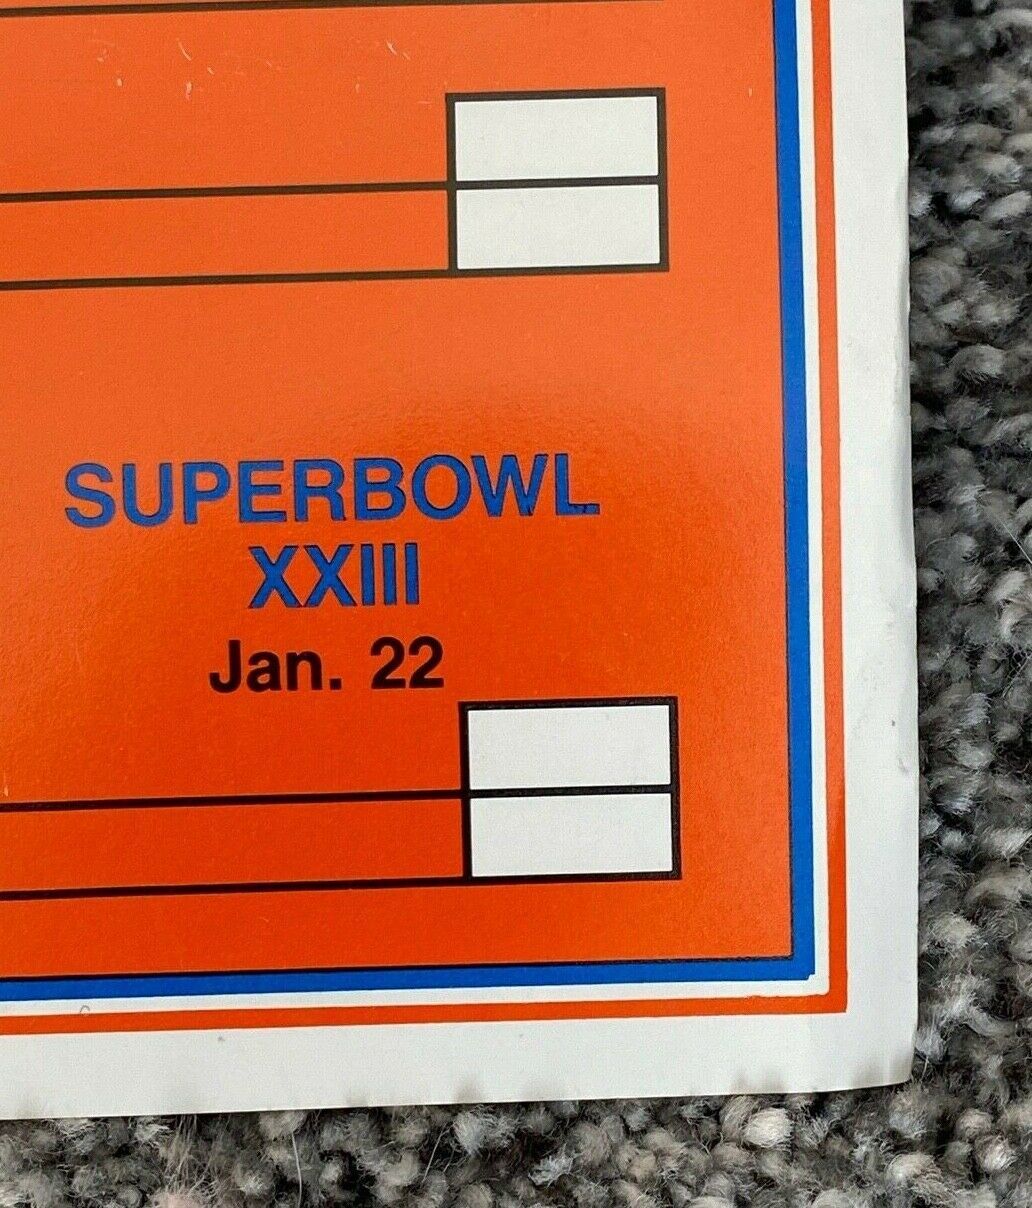 SUPERBOWL
XXIII
Jan. 22